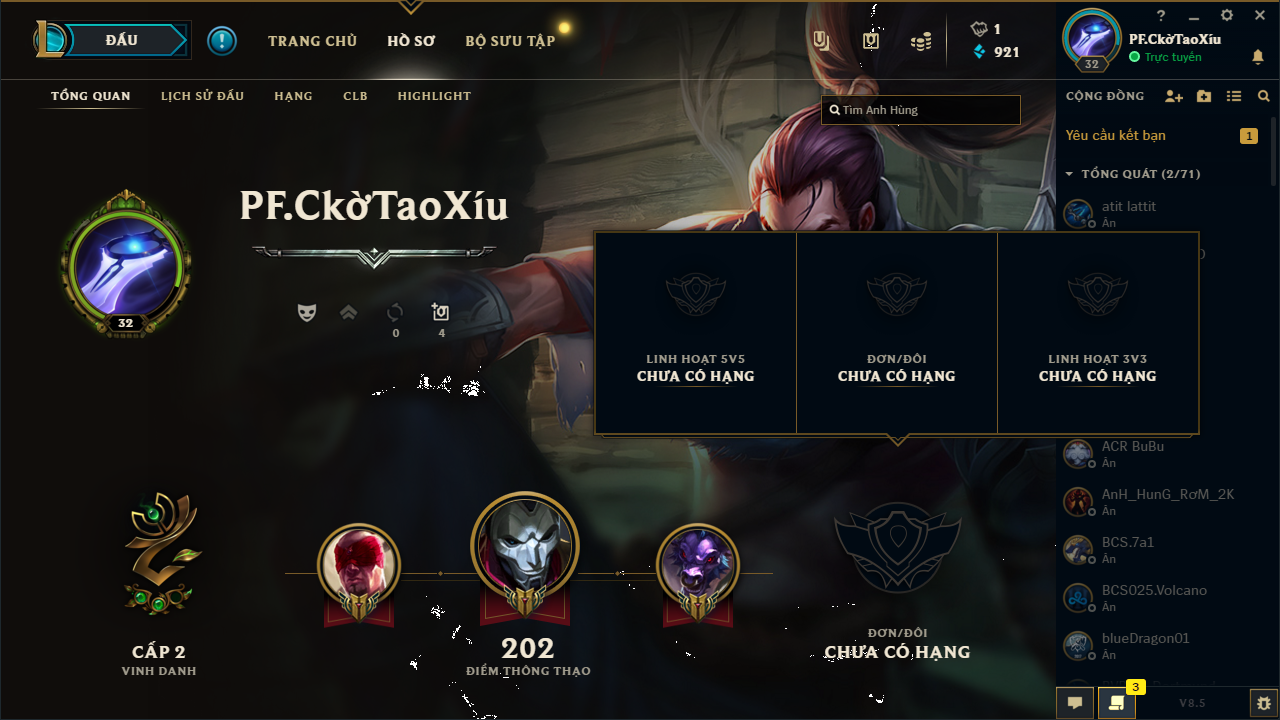 ĐẤU
TRANG CHỦ
HỒ SƠ
BỘ SƯU TẬP
1
921
?
PF.CkờTaoXíu
Trực tuyến
32
TỔNG QUAN
LỊCH SỬ ĐẤU
HẠNG
CLB
HIGHLIGHT
Tìm Anh Hùng
CỘNG ĐỒNG
Yêu cầu kết bạn
1
TỔNG QUÁT (2/71)
atit lattit
Ẩn
PF.CkờTaoXíu
32
0
4
LINH HOẠT 5V5
CHƯA CÓ HẠNG
ĐƠN/ĐÔI
CHƯA CÓ HẠNG
LINH HOẠT 3V3
CHƯA CÓ HẠNG
ACR BuBu
Ẩn
AnH_HunG_RơM_2K
Ẩn
BCS.7a1
Ẩn
BCS025.Volcano
Ẩn
blueDragon01
Ẩn
CẤP 2
VINH DANH
202
ĐIỂM THÔNG THẠO
ĐƠN/ĐÔI
CHƯA CÓ HẠNG
3
V8.5